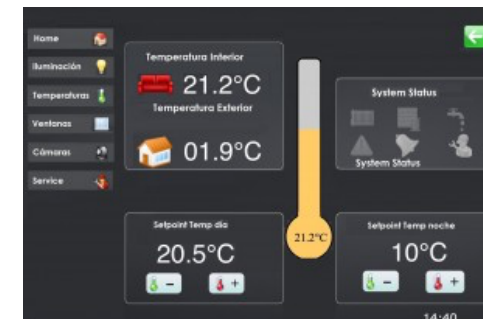 Home
Iluminación
Temperaturas
Ventanas
Cámaras
Service
Temperatura Interior
21.2°C
Temperatura Exterior
01.9°C
System Status
System Status
21.2°C
Setpoint Temp día
20.5°C
- +
Setpoint Temp noche
10°C
- +
14:40